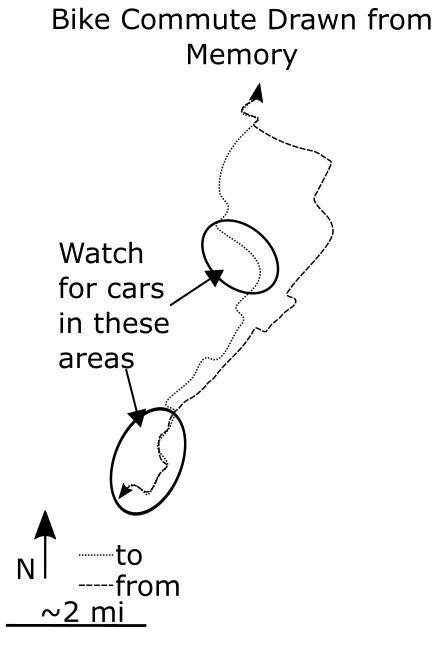 Bike Commute Drawn from
Memory
Watch
for cars
in these
areas
N
to
from
~2 mi